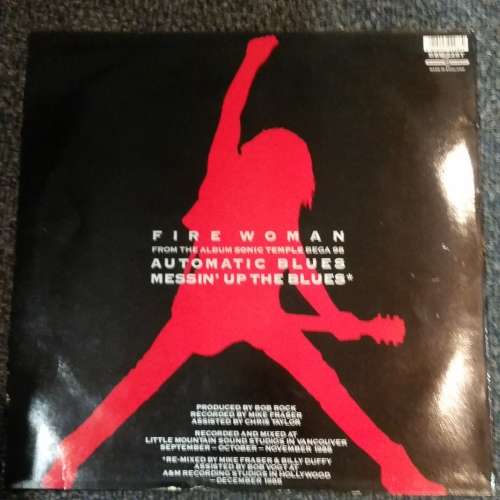 FIRE WOMAN
FROM THE ALBUM SONIC TEMPLE BEGA 98
AUTOMATIC BLUES
MESSIN' UP THE BLUES*
PRODUCED BY BOB ROCK
RECORDED BY MIKE FRASER
ASSISTED BY CHRIS TAYLOR
RECORDED AND MIXED AT
LITTLE MOUNTAIN SOUND STUDIOS IN VANCOUVER
SEPTEMBER – OCTOBER – NOVEMBER 1988
*RE-MIXED BY MIKE FRASER & BILLY DUFFY
ASSISTED BY BOB VOGT AT
A&M RECORDING STUDIOS IN HOLLYWOOD
– DECEMBER 1988